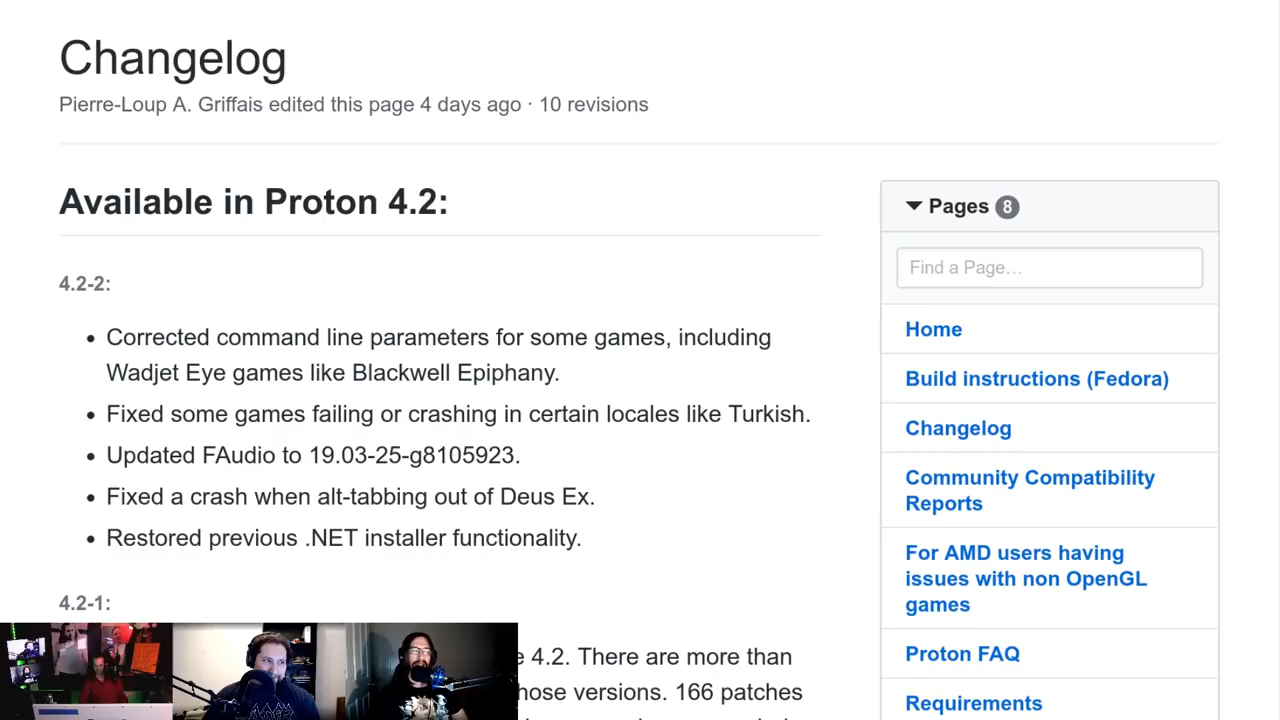 Changelog
Pierre-Loup A. Griffais edited this page 4 days ago · 10 revisions
Available in Proton 4.2:
4.2-2:
• Corrected command line parameters for some games, including
Wadjet Eye games like Blackwell Epiphany.
• Fixed some games failing or crashing in certain locales like Turkish.
• Updated FAudio to 19.03-25-g8105923.
• Fixed a crash when alt-tabbing out of Deus Ex.
• Restored previous .NET installer functionality.
4.2-1:
e 4.2. There are more than
hose versions. 166 patches
Pages 8
Find a Page…
Home
Build instructions (Fedora)
Changelog
Community Compatibility
Reports
For AMD users having
issues with non OpenGL
games
Proton FAQ
Requirements